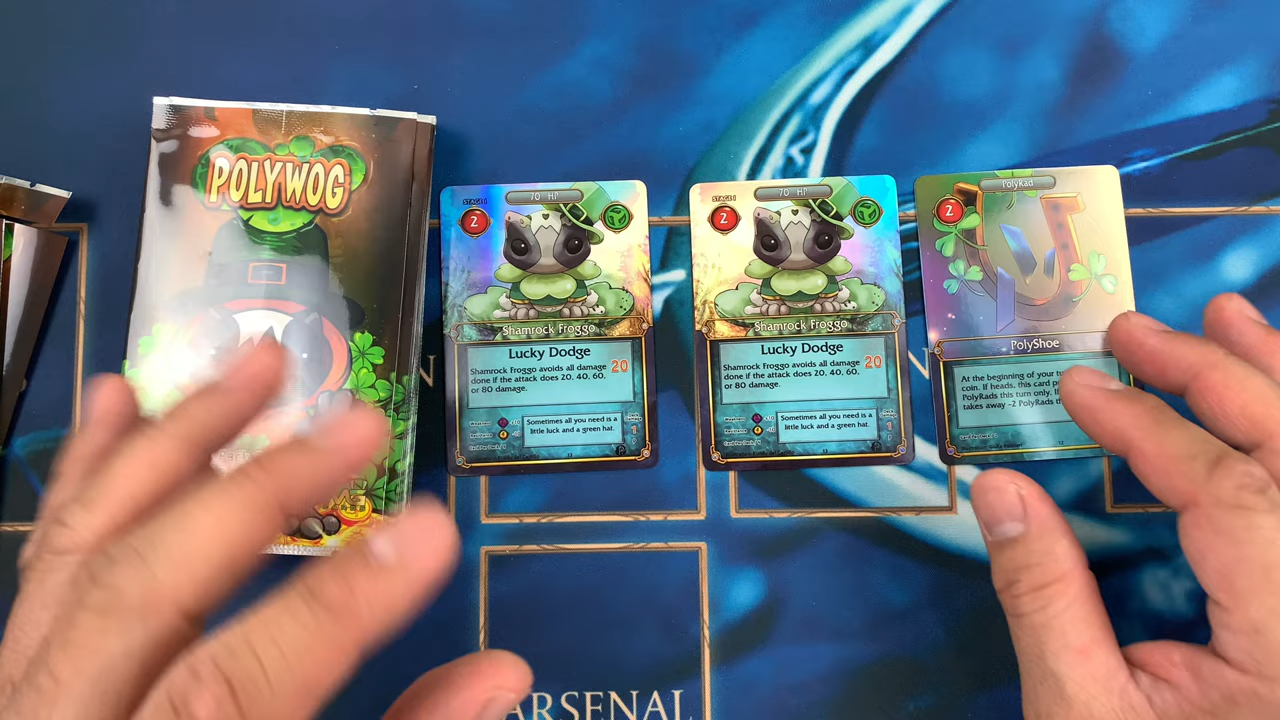 POLYWOG
STAGE 1
70 HP
2
Shamrock Froggo
Lucky Dodge
Shamrock Froggo avoids all damage
done if the attack does 20, 40, 60,
or 80 damage.
20
Weakness
Resistance
Sometimes all you need is a
little luck and a green hat.
1
STAGE 1
70 HP
2
Shamrock Froggo
Lucky Dodge
Shamrock Froggo avoids all damage
done if the attack does 20, 40, 60,
or 80 damage.
20
Weakness
Resistance
Sometimes all you need is a
little luck and a green hat.
1
PolyRad
2
PolyShoe
At the beginning of your
coin. If heads, this card
PolyRads this turn only.
takes away -2 PolyRads
ARSENAL